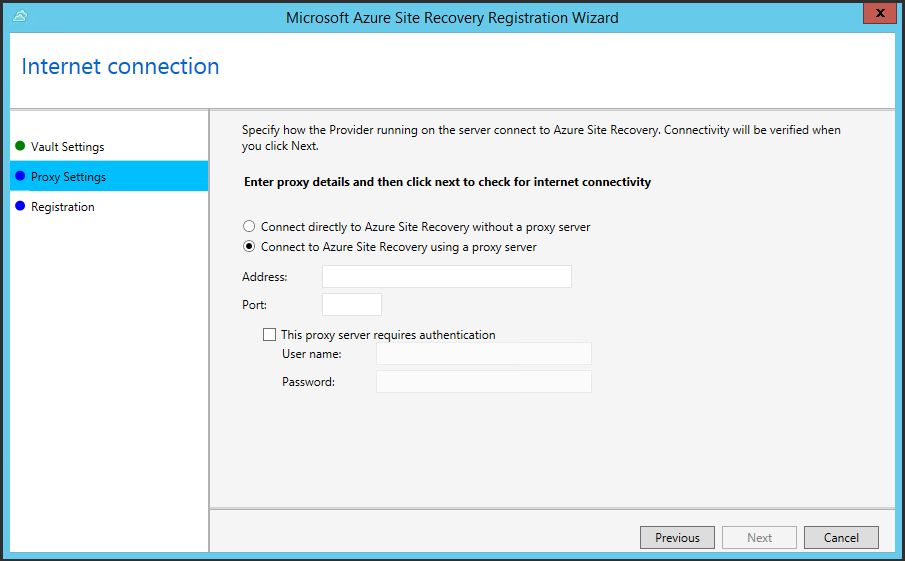 Microsoft Azure Site Recovery Registration Wizard
x
Internet connection
Vault Settings
Proxy Settings
Registration
Specify how the Provider running on the server connect to Azure Site Recovery. Connectivity will be verified when
you click Next.
Enter proxy details and then click next to check for internet connectivity
Connect directly to Azure Site Recovery without a proxy server
Connect to Azure Site Recovery using a proxy server
Address:
Port:
This proxy server requires authentication
User name:
Password:
Previous
Next
Cancel